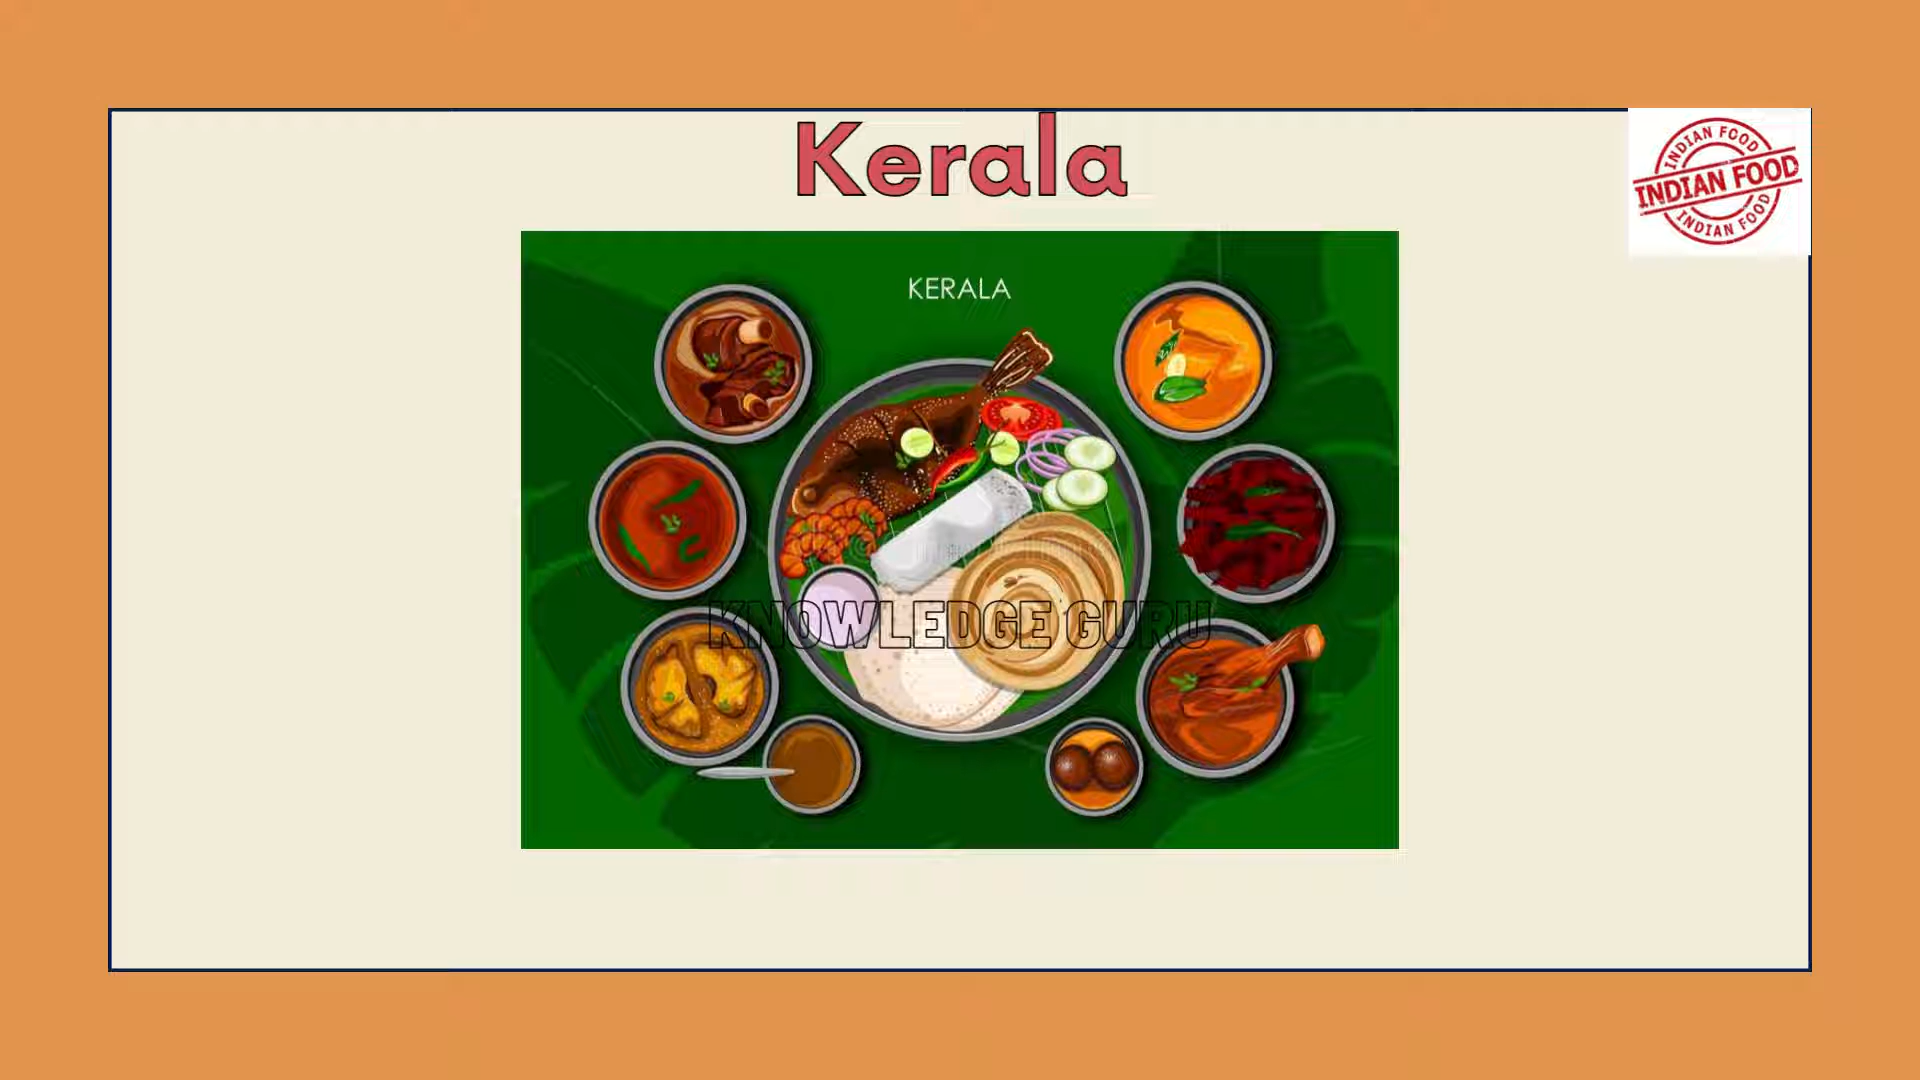 Kerala
INDIAN FOOD
INDIAN FOOD
INDIAN FOOD
KERALA
KNOWLEDGE GURU